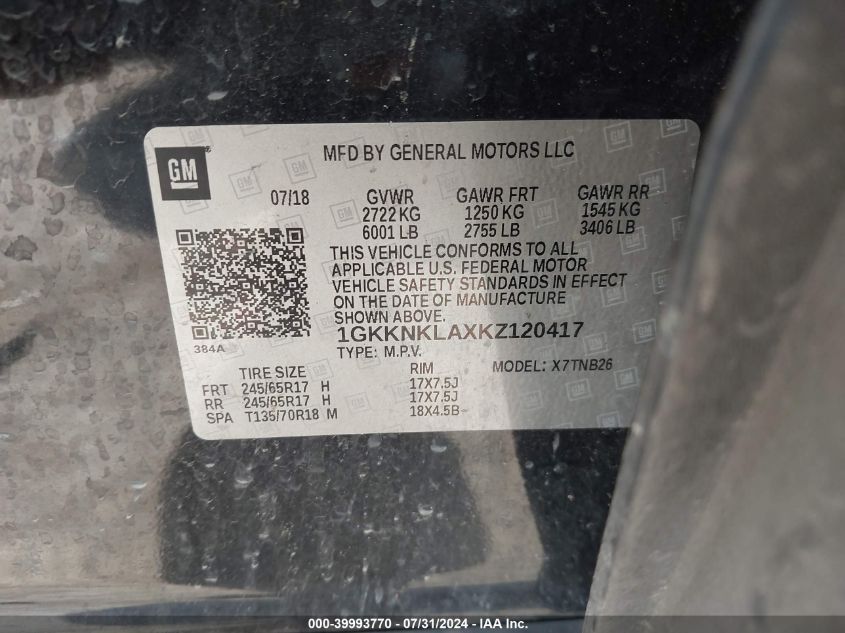 GM
MFD BY GENERAL MOTORS LLC
07/18 GVWR GAWR FRT GAWR RR
2722 KG 1250 KG 1545 KG
6001 LB 2755 LB 3406 LB
THIS VEHICLE CONFORMS TO ALL
APPLICABLE U.S. FEDERAL MOTOR
VEHICLE SAFETY STANDARDS IN EFFECT
ON THE DATE OF MANUFACTURE
SHOWN ABOVE.
384A 1GKKNKLAXKZ120417
TYPE: M.P.V. MODEL: X7TNB26
TIRE SIZE RIM
FRT 245/65R17 H 17X7.5J
RR 245/65R17 H 17X7.5J
SPA T135/70R18 M 18X4.5B
000-39993770 - 07/31/2024 - IAA Inc.